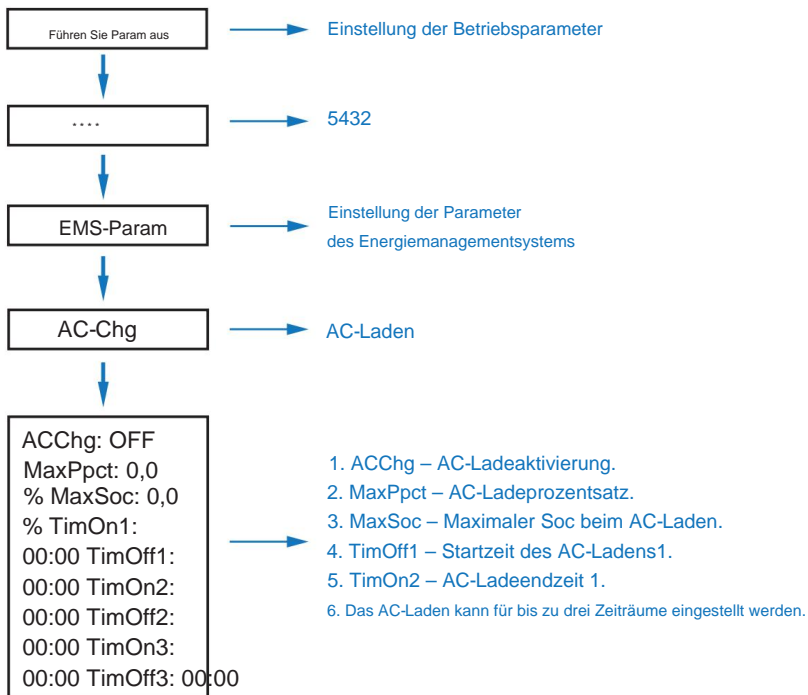 Führen Sie Param aus
Einstellung der Betriebsparameter
....
5432
EMS-Param
Einstellung der Parameter
des Energiemanagementsystems
AC-Chg
AC-Laden
ACChg: OFF
MaxPpct: 0,0
% MaxSoc: 0,0
% TimOn1:
00:00 TimOff1:
00:00 TimOn2:
00:00 TimOff2:
00:00 TimOn3:
00:00 TimOff3: 00:00
1. ACChg – AC-Ladeaktivierung.
2. MaxPpct – AC-Ladeprozentsatz.
3. MaxSoc – Maximaler Soc beim AC-Laden.
4. TimOff1 – Startzeit des AC-Ladens1.
5. TimOn2 – AC-Ladeendzeit 1.
6. Das AC-Laden kann für bis zu drei Zeiträume eingestellt werden.